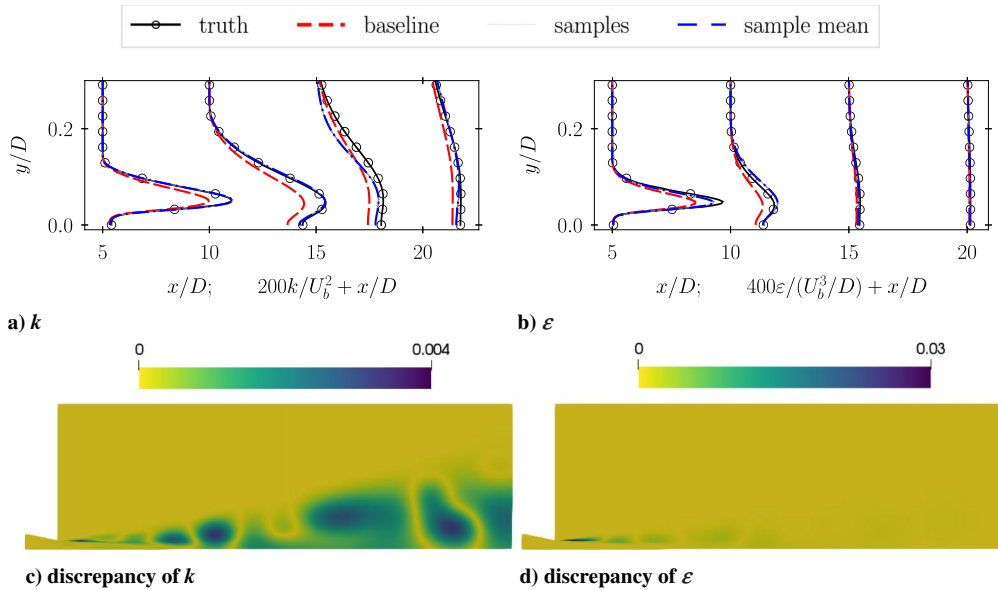 truth baseline samples sample mean
y/D
0.2
0.0
5 10 15 20
x/D; 200k/U_b^2 + x/D
a) k
y/D
0.2
0.0
5 10 15 20
x/D; 400ε/(U_b^3/D) + x/D
b) ε
0 0.004
c) discrepancy of k
0 0.03
d) discrepancy of ε